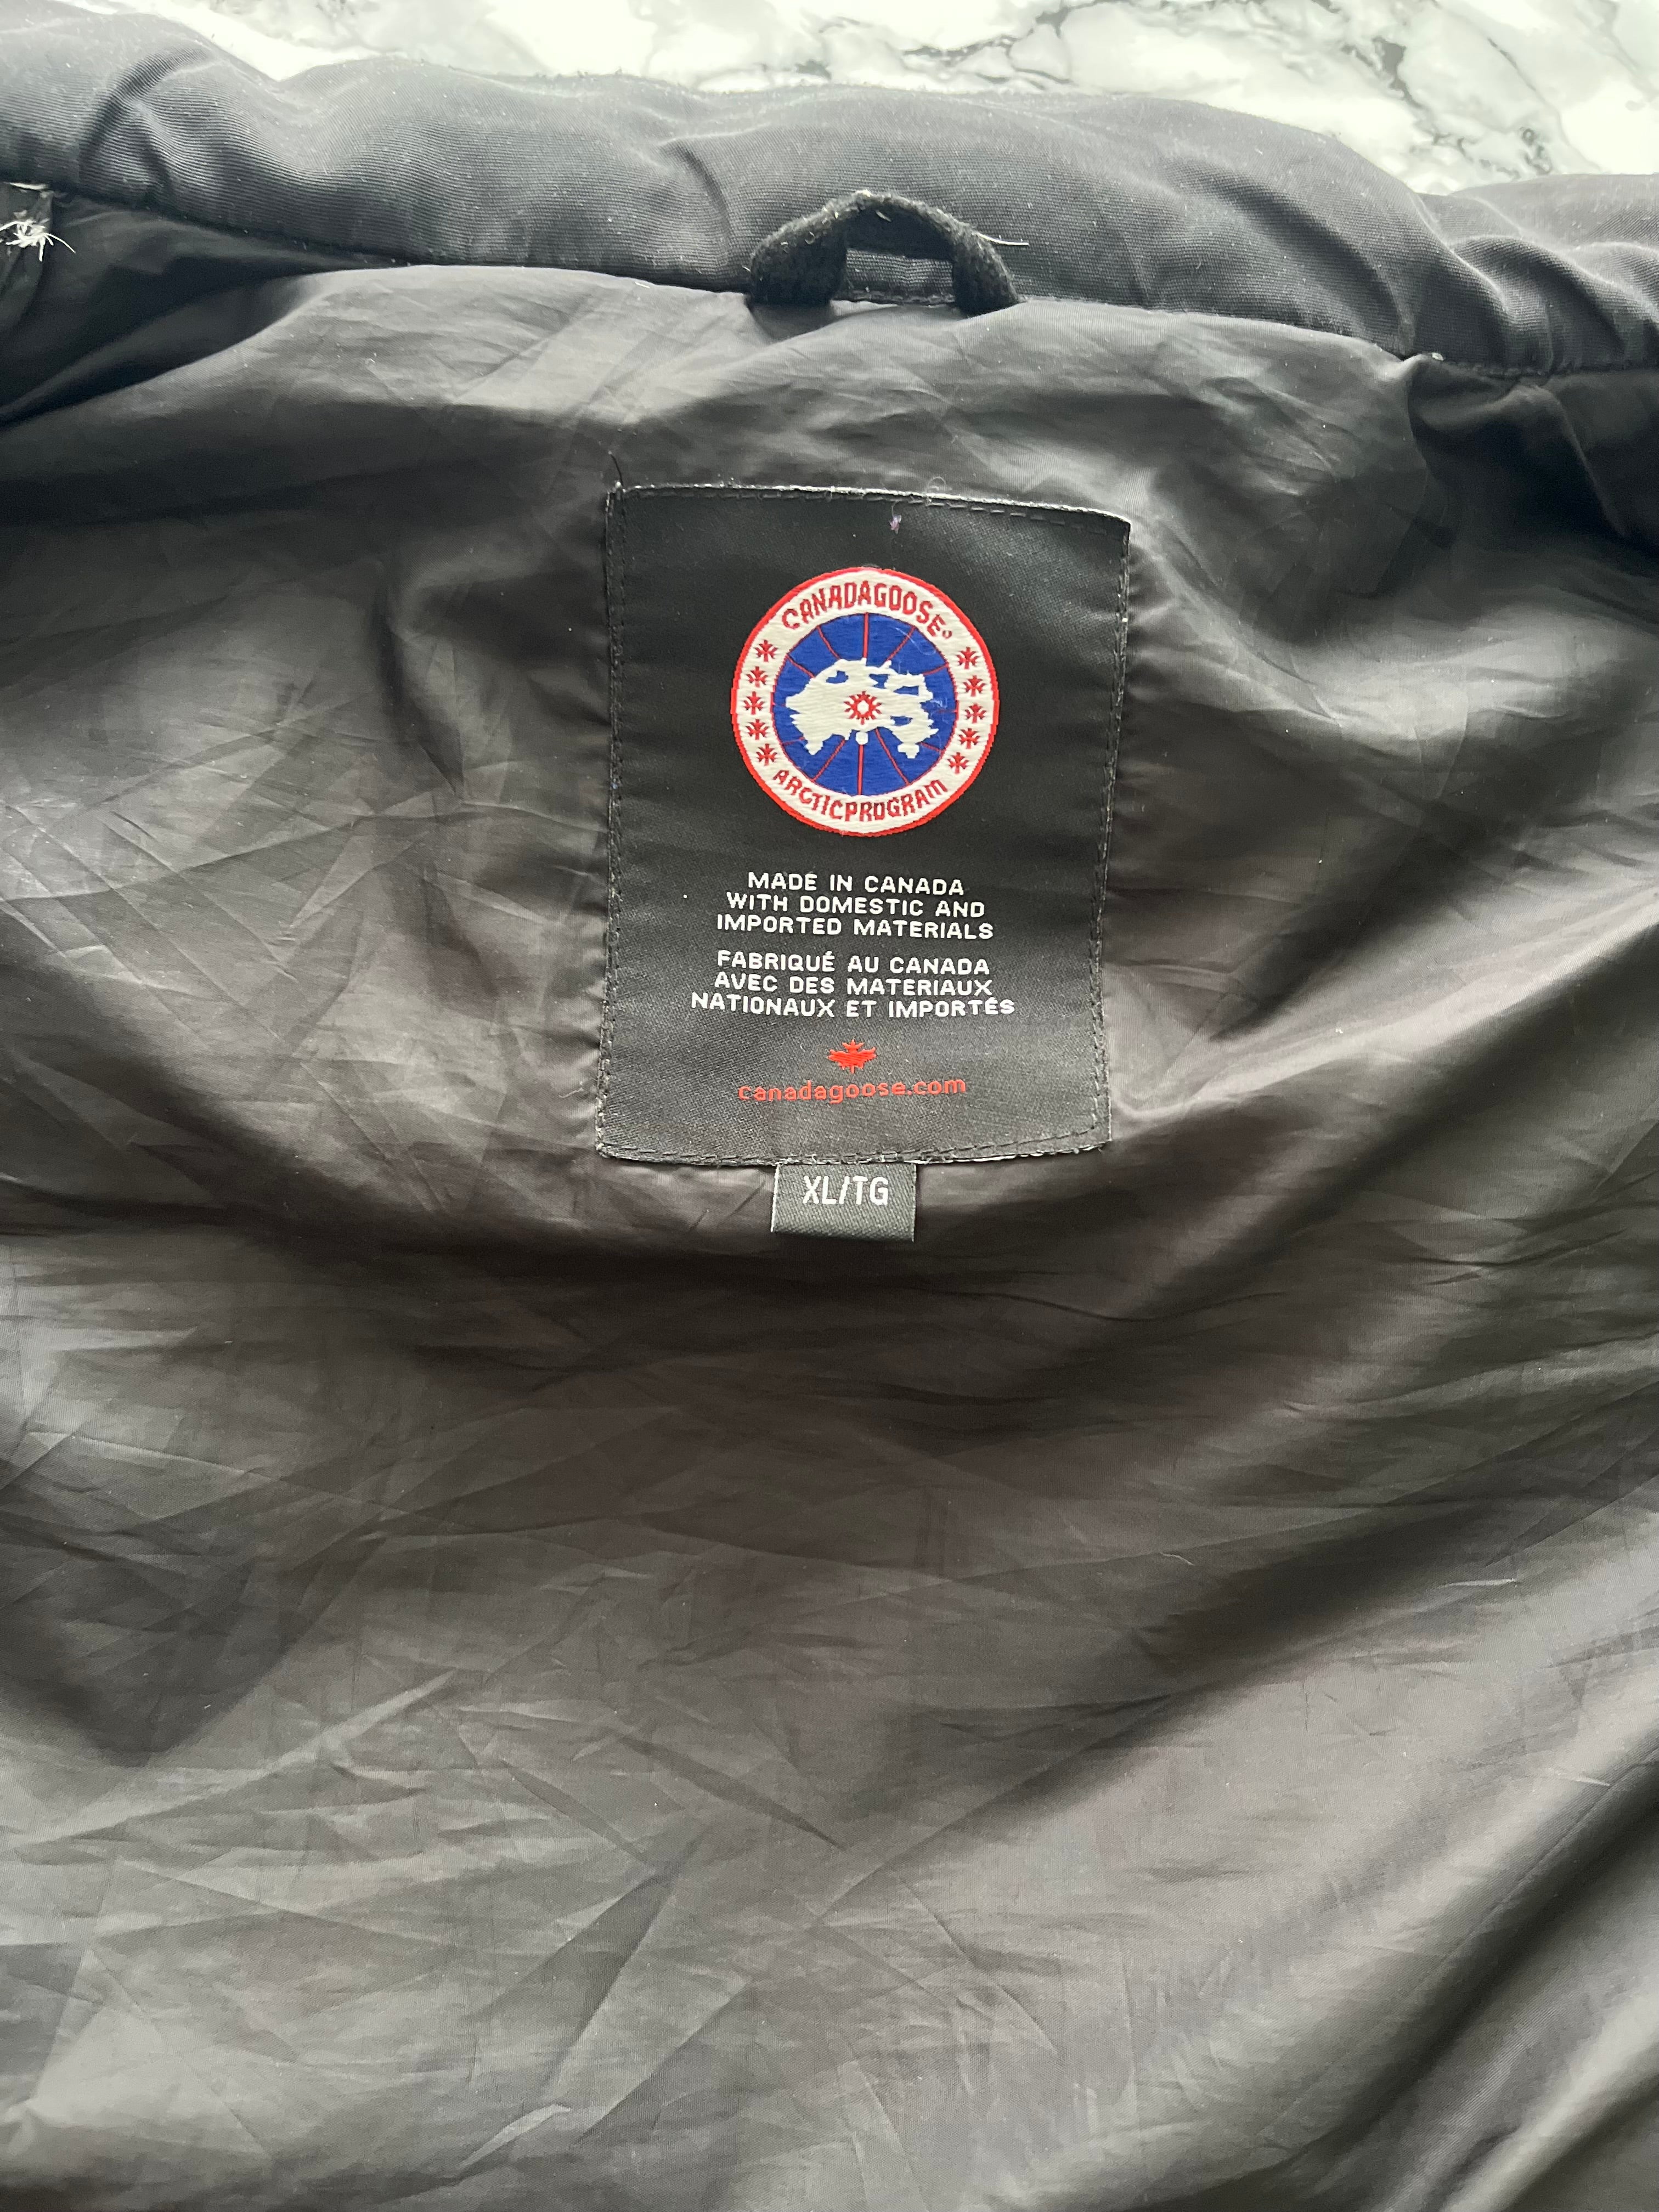 CANADAGOOSE
ARCTICPROGRAM
MADE IN CANADA
WITH DOMESTIC AND
IMPORTED MATERIALS
FABRIQUÉ AU CANADA
AVEC DES MATERIAUX
NATIONAUX ET IMPORTÉS
canadagoose.com
XL/TG